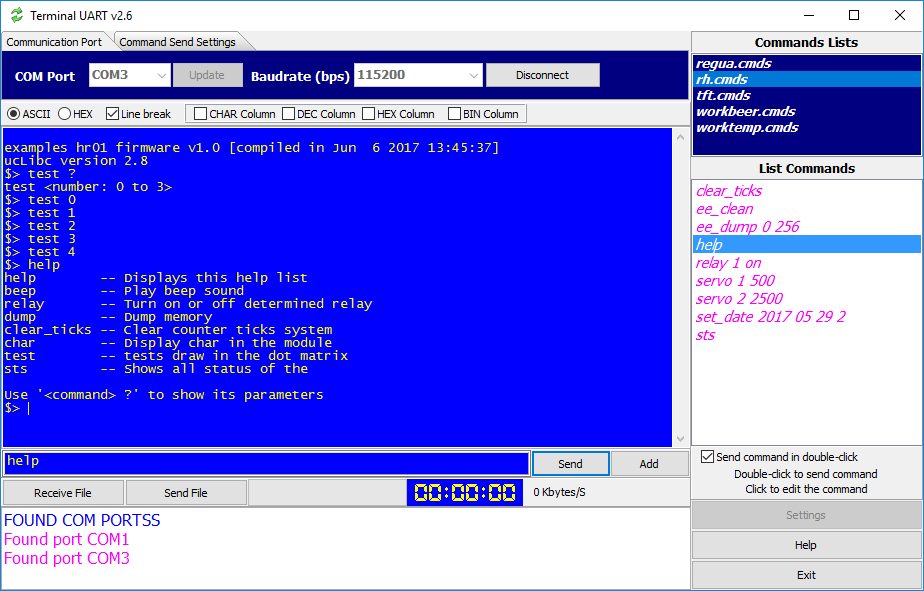 Terminal UART v2.6
Communication Port Command Send Settings
COM Port COM3 Update Baudrate (bps) 115200 Disconnect
ASCII HEX Line break CHAR Column DEC Column HEX Column BIN Column
examples hr01 firmware v1.0 [compiled in Jun  6 2017 13:45:37]
ucLibc version 2.8
$> test ?
test <number: 0 to 3>
$> test 0
$> test 1
$> test 2
$> test 3
$> test 4
$> help
help        -- Displays this help list
beep        -- Play beep sound
relay       -- Turn on or off determined relay
dump        -- Dump memory
clear_ticks -- Clear counter ticks system
char        -- Display char in the module
test        -- tests draw in the dot matrix
sts         -- Shows all status of the
Use '<command> ?' to show its parameters
$>
help
Send Add
Receive File Send File 00:00:00 0 Kbytes/S
FOUND COM PORTSS
Found port COM1
Found port COM3
Commands Lists
regua.cmds
rh.cmds
tft.cmds
workbeer.cmds
worktemp.cmds
List Commands
clear_ticks
ee_clean
ee_dump 0 256
help
relay 1 on
servo 1 500
servo 2 2500
set_date 2017 05 29 2
sts
Send command in double-click
Double-click to send command
Click to edit the command
Settings
Help
Exit